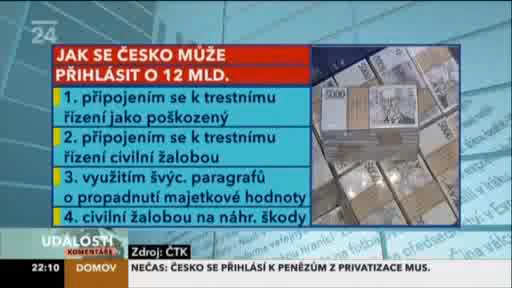 24
JAK SE ČESKO MŮŽE
PŘIHLÁSIT O 12 MLD.
1. připojením se k trestnímu
řízení jako poškozený
2. připojením se k trestnímu
řízení civilní žalobou
3. využitím švýc. paragrafů
o propadnutí majetkové hodnoty
4. civilní žalobou na náhr. škody
5000
UDÁLOSTI
KOMENTÁŘE
Zdroj: ČTK
22:10 DOMOV NEČAS: ČESKO SE PŘIHLÁSÍ K PENĚZŮM Z PRIVATIZACE MUS.